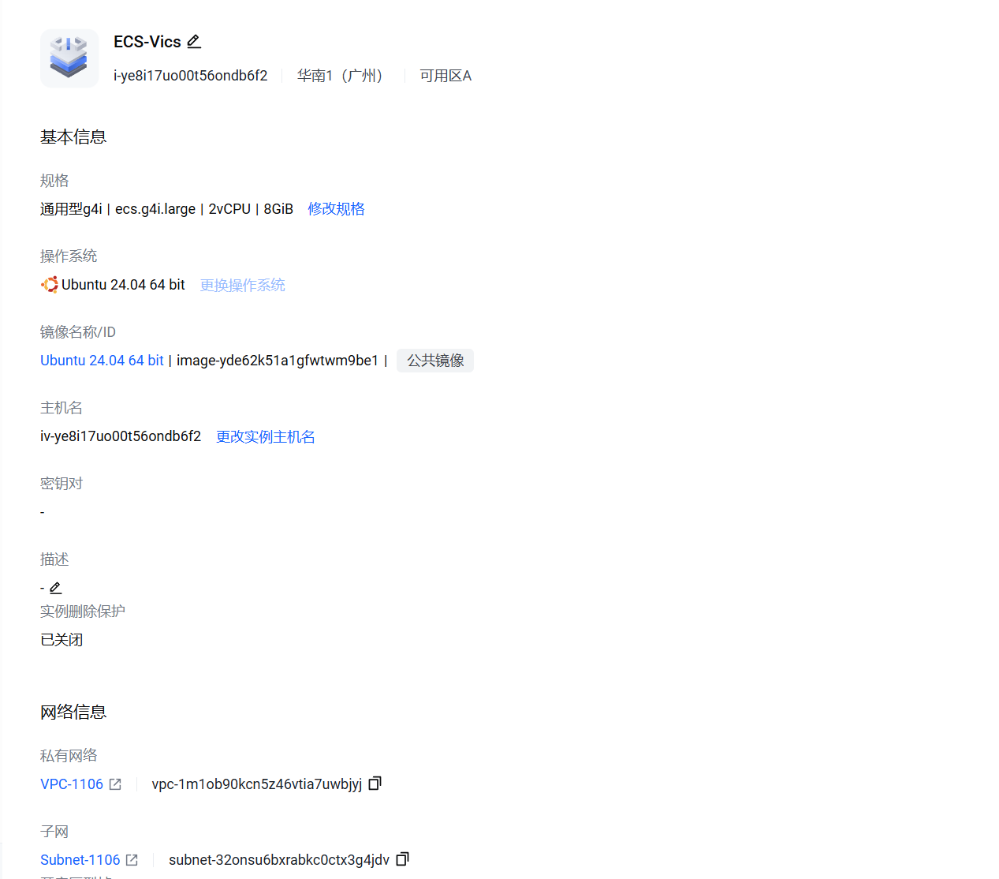 ECS-Vics
i-ye8i17uo00t56ondb6f2 华南1（广州） 可用区A
基本信息
规格
通用型g4i | ecs.g4i.large | 2vCPU | 8GiB 修改规格
操作系统
Ubuntu 24.04 64 bit 更换操作系统
镜像名称/ID
Ubuntu 24.04 64 bit | image-yde62k51a1gfwtwm9be1 | 公共镜像
主机名
iv-ye8i17uo00t56ondb6f2 更改实例主机名
密钥对
-
描述
-
实例删除保护
已关闭
网络信息
私有网络
VPC-1106 vpc-1m1ob90kcn5z46vtia7uwbjyj
子网
Subnet-1106 subnet-32onsu6bxrabkc0ctx3g4jdv